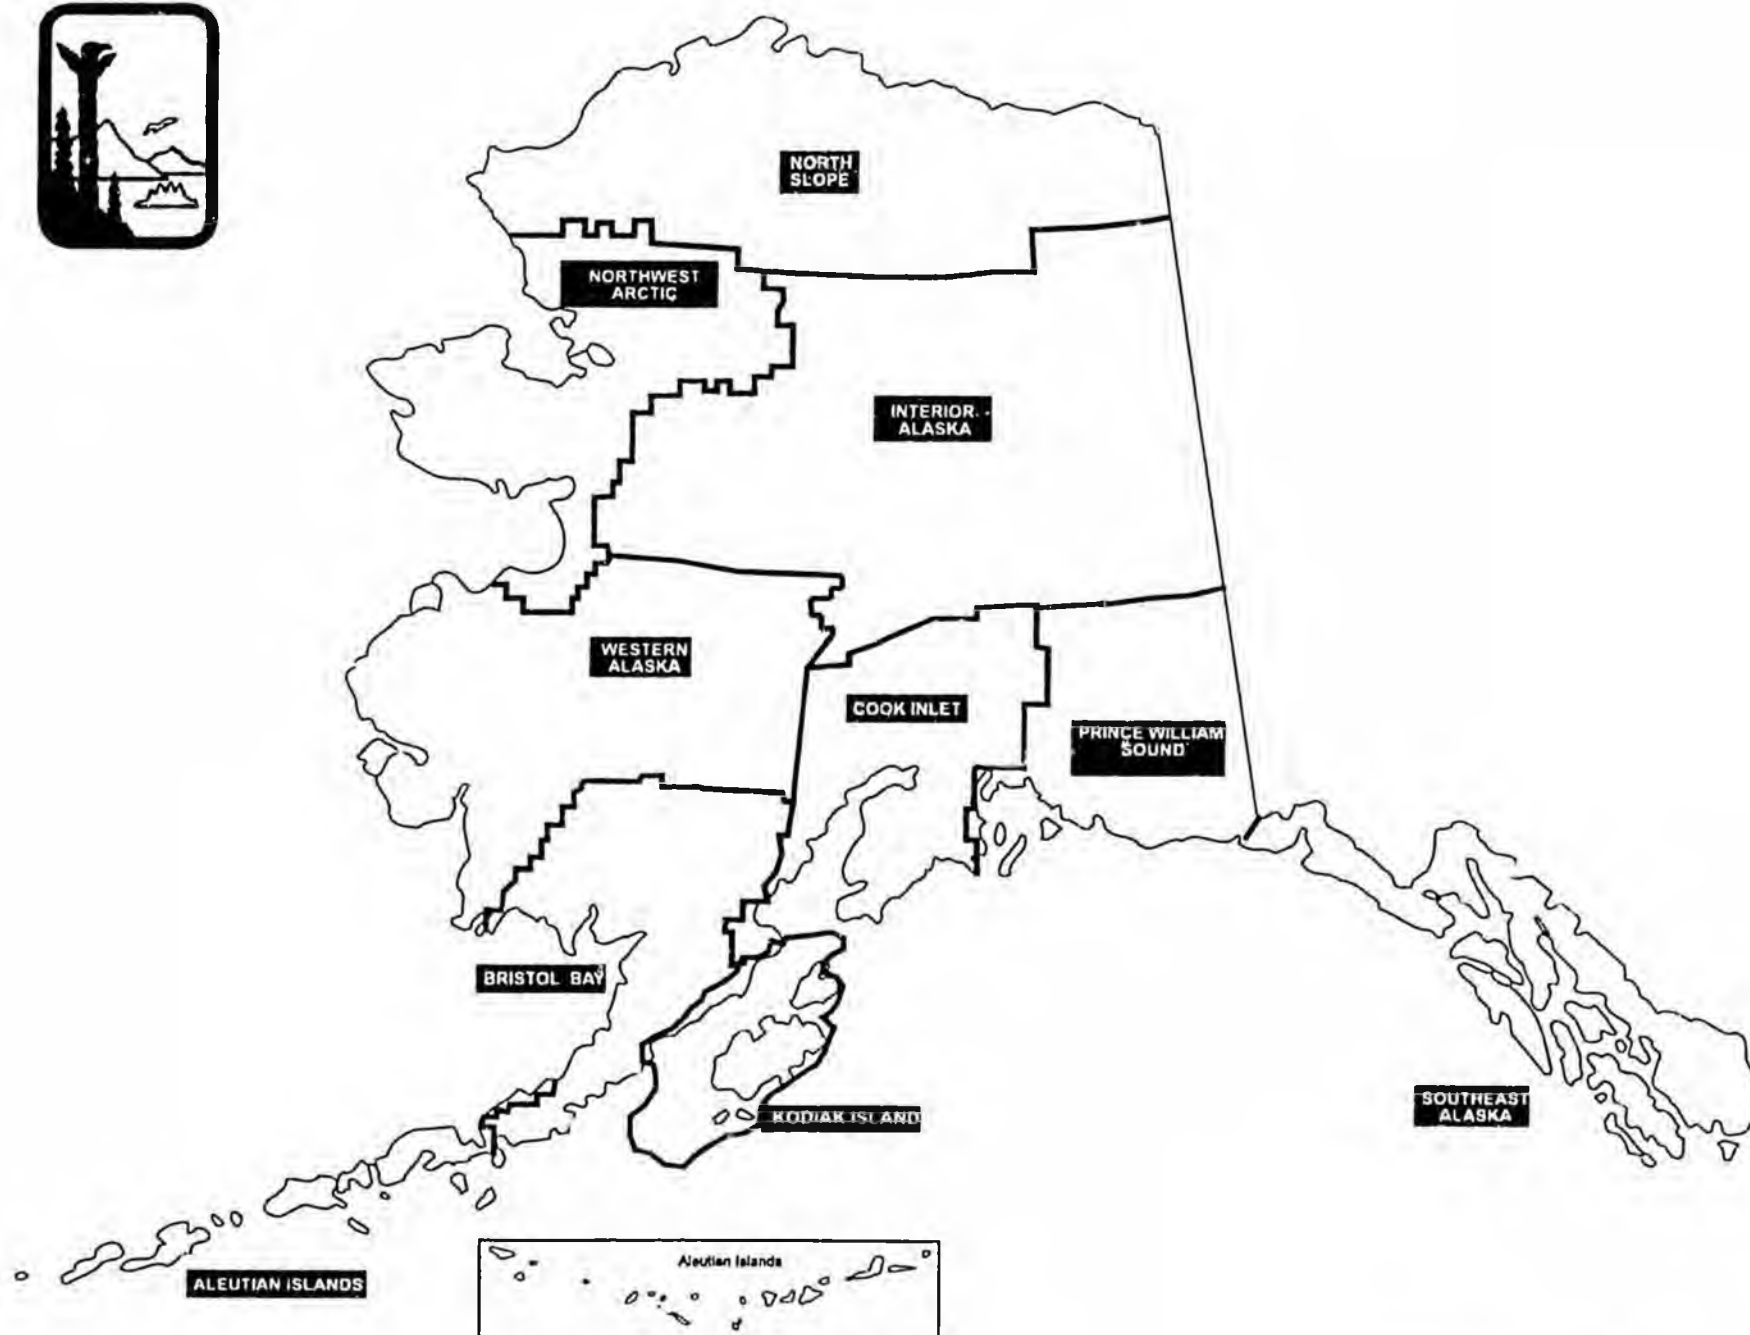 NORTH
SLOPE
NORTHWEST
ARCTIC
INTERIOR
ALASKA
WESTERN
ALASKA
COOK INLET
PRINCE WILLIAM
SOUND
BRISTOL BAY
KODIAK ISLAND
SOUTHEAST
ALASKA
ALEUTIAN ISLANDS
Aleutian Islands